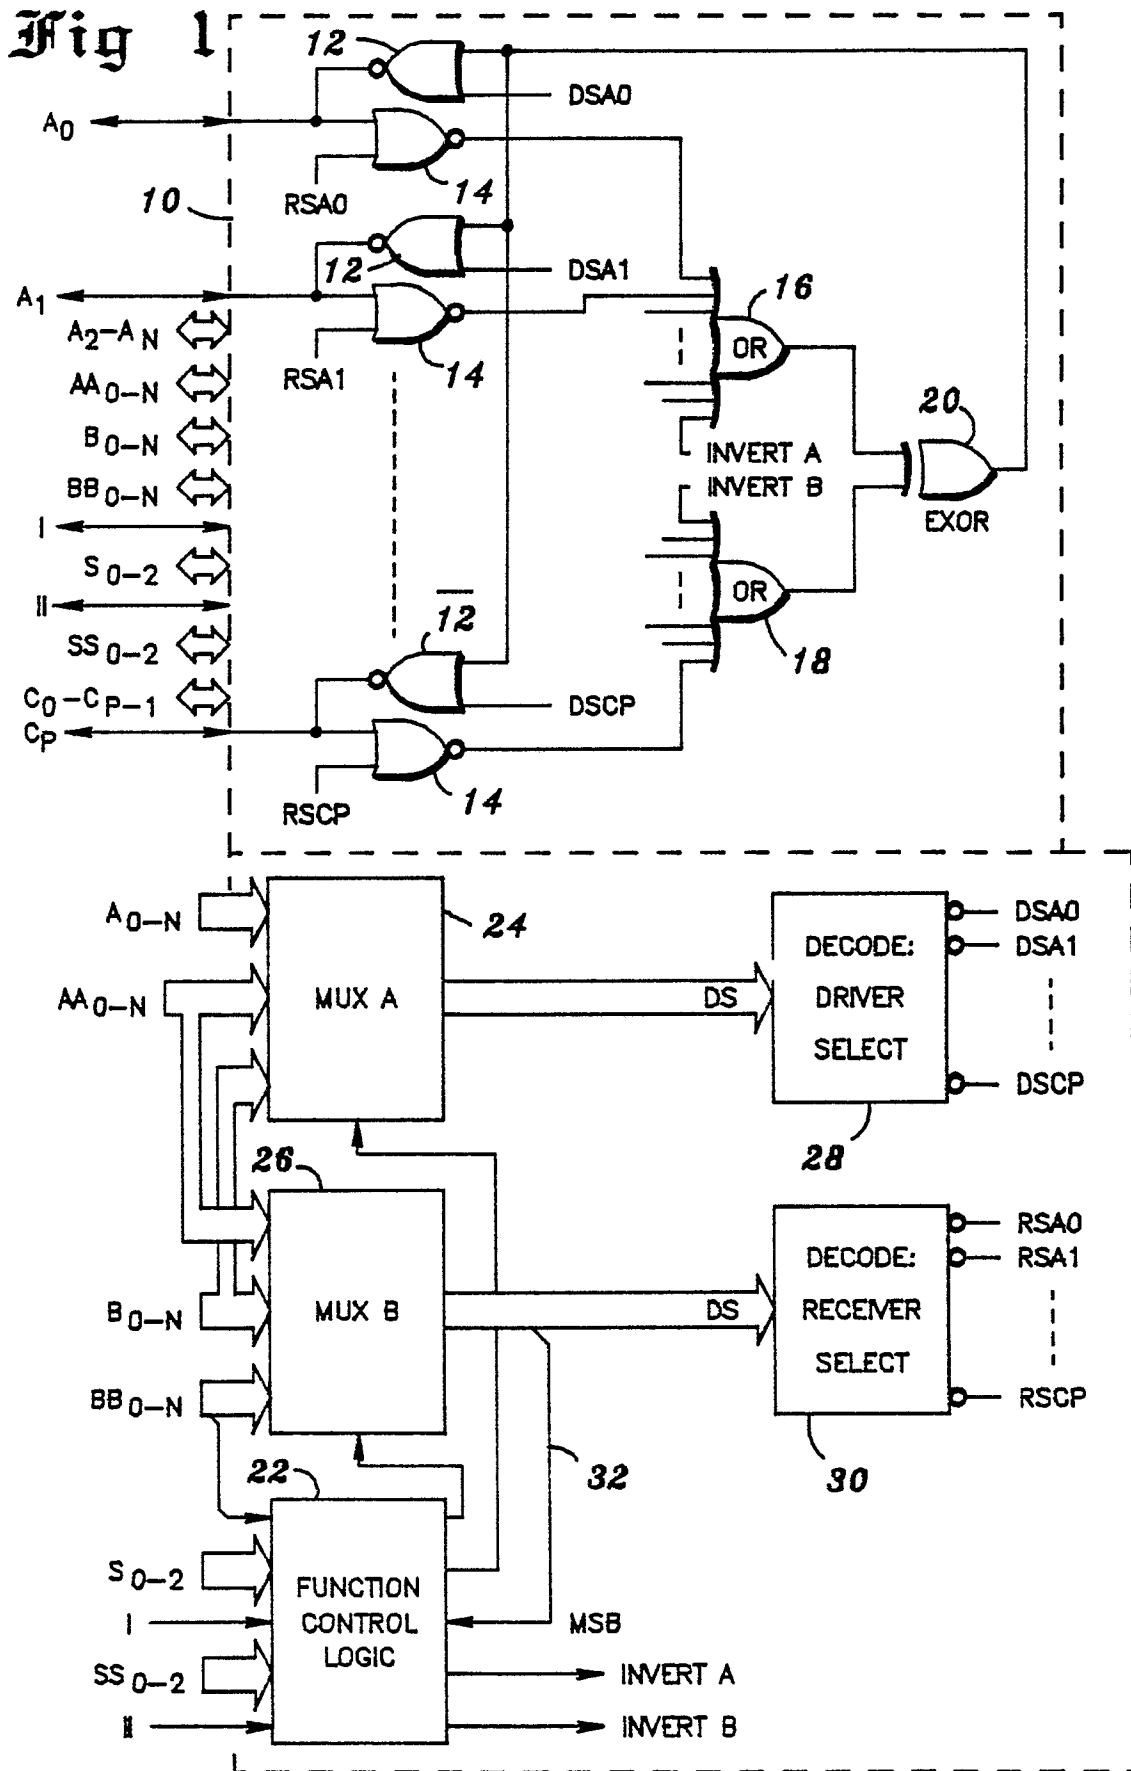 Fig 1
12
DSA0
A0
14
RSA0
10
12
DSA1
A1
16
A2-AN
OR
14
RSA1
AA0-N
20
B0-N
INVERT A
BB0-N
INVERT B
EXOR
I
S0-2
OR
II
12
18
SS0-2
C0-CP-1
DSCP
CP
14
RSCP
A0-N
24
DSA0
DECODE:
DSA1
AA0-N
MUX A
DS
DRIVER
SELECT
DSCP
28
26
RSA0
DECODE:
RSA1
B0-N
MUX B
DS
RECEIVER
SELECT
BB0-N
RSCP
22
32
30
S0-2
FUNCTION
I
CONTROL
MSB
LOGIC
SS0-2
INVERT A
II
INVERT B